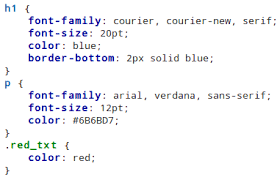 h1 {
    font-family: courier, courier-new, serif;
    font-size: 20pt;
    color: blue;
    border-bottom: 2px solid blue;
}
p {
    font-family: arial, verdana, sans-serif;
    font-size: 12pt;
    color: #6B6BD7;
}
.red_txt {
    color: red;
}